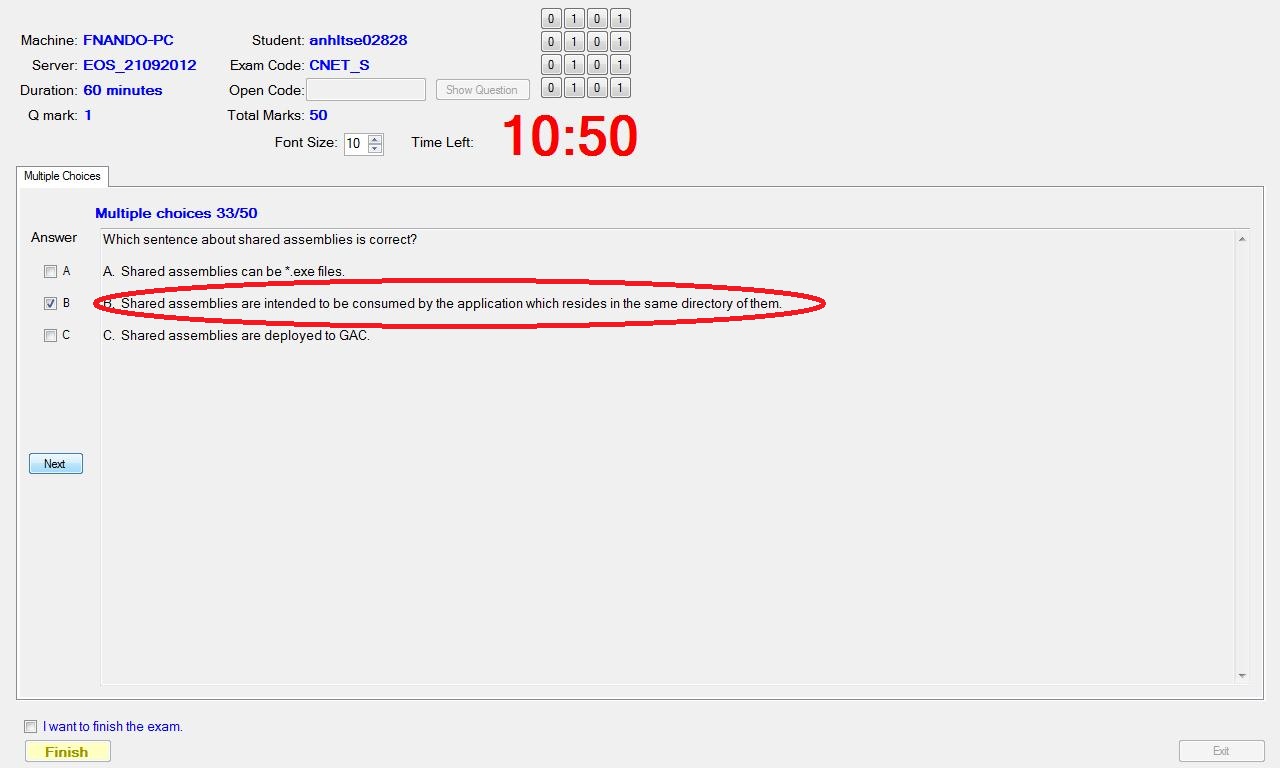 Machine: FNANDO-PC Student: anhltse02828
Server: EOS_21092012 Exam Code: CNET_S
Duration: 60 minutes Open Code: Show Question
Q mark: 1 Total Marks: 50
0 1 0 1
0 1 0 1
0 1 0 1
0 1 0 1
Font Size: 10 Time Left: 10:50
Multiple Choices
Multiple choices 33/50
Answer
Which sentence about shared assemblies is correct?
A A. Shared assemblies can be *.exe files.
B B. Shared assemblies are intended to be consumed by the application which resides in the same directory of them.
C C. Shared assemblies are deployed to GAC.
Next
I want to finish the exam.
Finish Exit